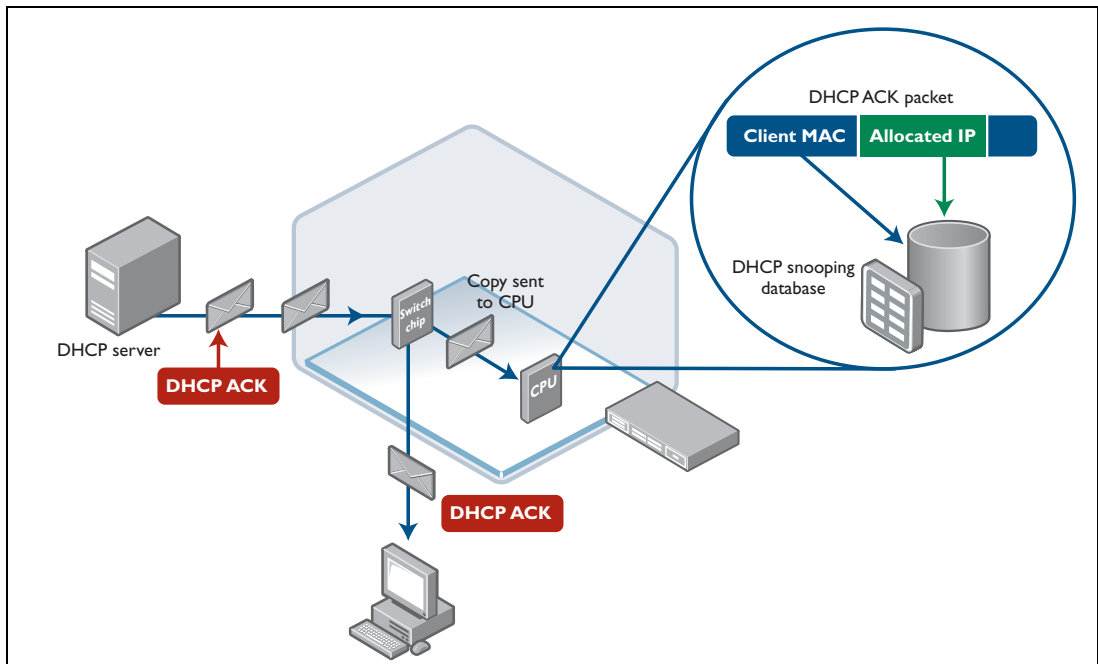 DHCP ACK packet
Client MAC
Allocated IP
DHCP snooping
database
Copy sent
to CPU
Switch
chip
DHCP server
DHCP ACK
CPU
DHCP ACK